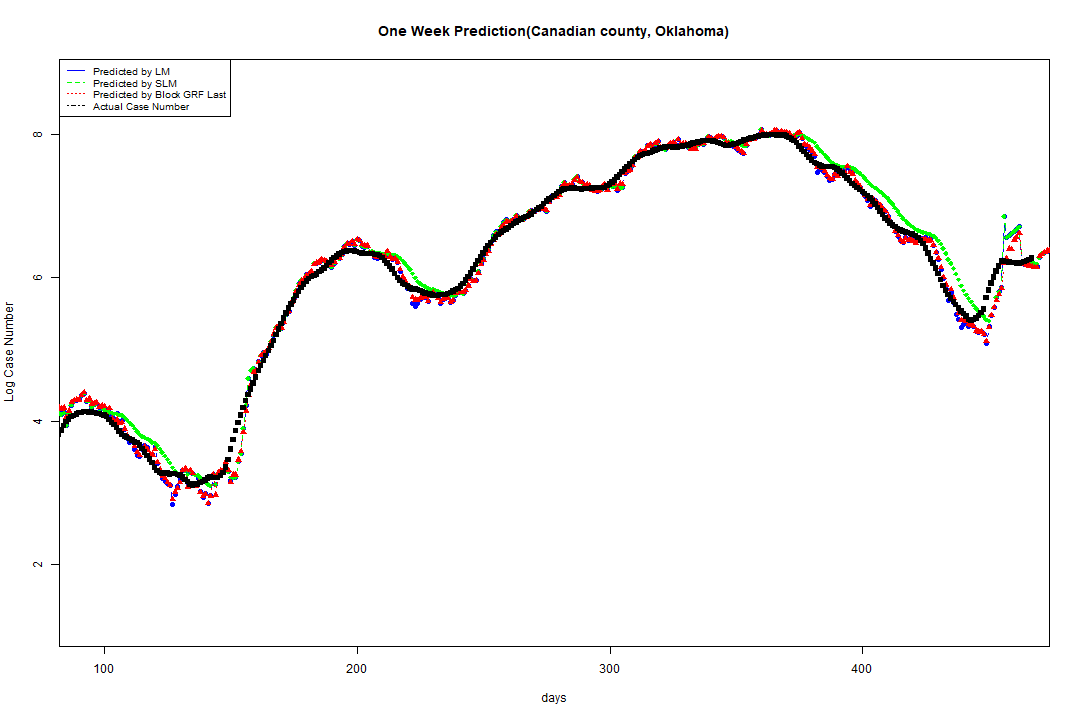 One Week Prediction(Canadian county, Oklahoma)
Predicted by LM
Predicted by SLM
Predicted by Block GRF Last
Actual Case Number
8
6
4
2
Log Case Number
100 200 300 400
days